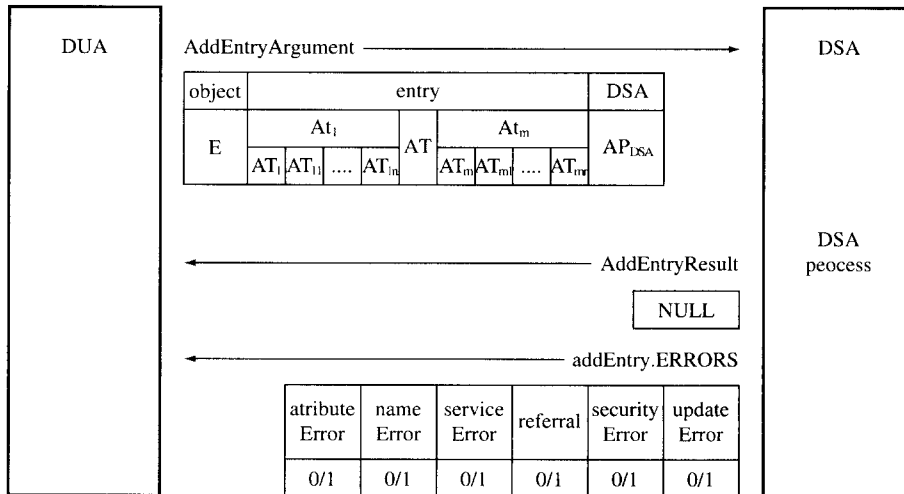 DUA
AddEntryArgument
DSA
object entry DSA
E At₁ AT Atₘ AP_DSA
AT₁ AT₁₁ .... AT₁ₙ ATₘ ATₘ₁ .... ATₘᵣ
DSA
peocess
AddEntryResult
NULL
addEntry.ERRORS
atribute name service referral security update
Error Error Error Error Error
0/1 0/1 0/1 0/1 0/1 0/1